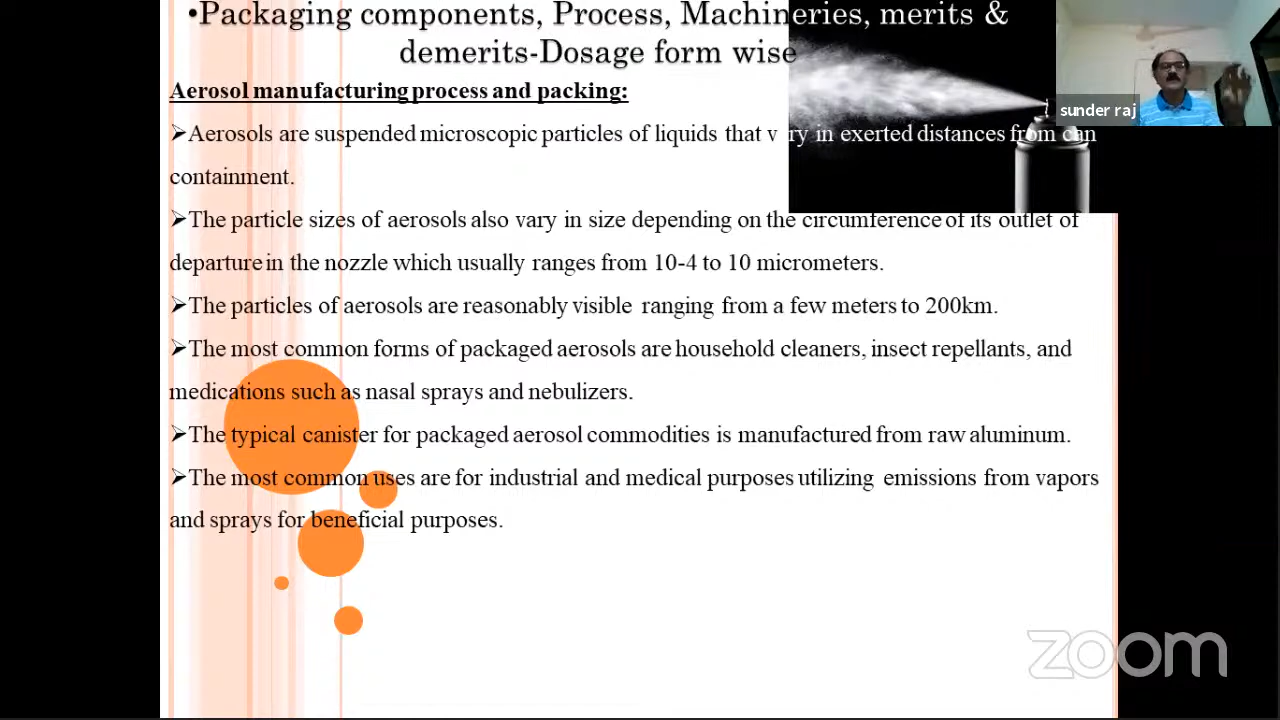 •Packaging components, Process, Machineries, merits &
demerits-Dosage form wise
Aerosol manufacturing process and packing:
➢Aerosols are suspended microscopic particles of liquids that vary in exerted distances from can
containment.
➢The particle sizes of aerosols also vary in size depending on the circumference of its outlet of
departure in the nozzle which usually ranges from 10-4 to 10 micrometers.
➢The particles of aerosols are reasonably visible ranging from a few meters to 200km.
➢The most common forms of packaged aerosols are household cleaners, insect repellants, and
medications such as nasal sprays and nebulizers.
➢The typical canister for packaged aerosol commodities is manufactured from raw aluminum.
➢The most common uses are for industrial and medical purposes utilizing emissions from vapors
and sprays for beneficial purposes.
sunder raj
zoom